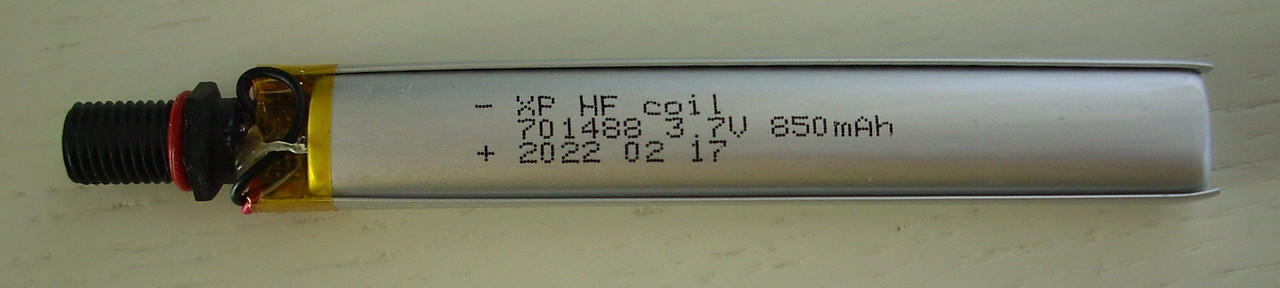 - XP HF coil
701488 3.7V 850mAh
+ 2022 02 17